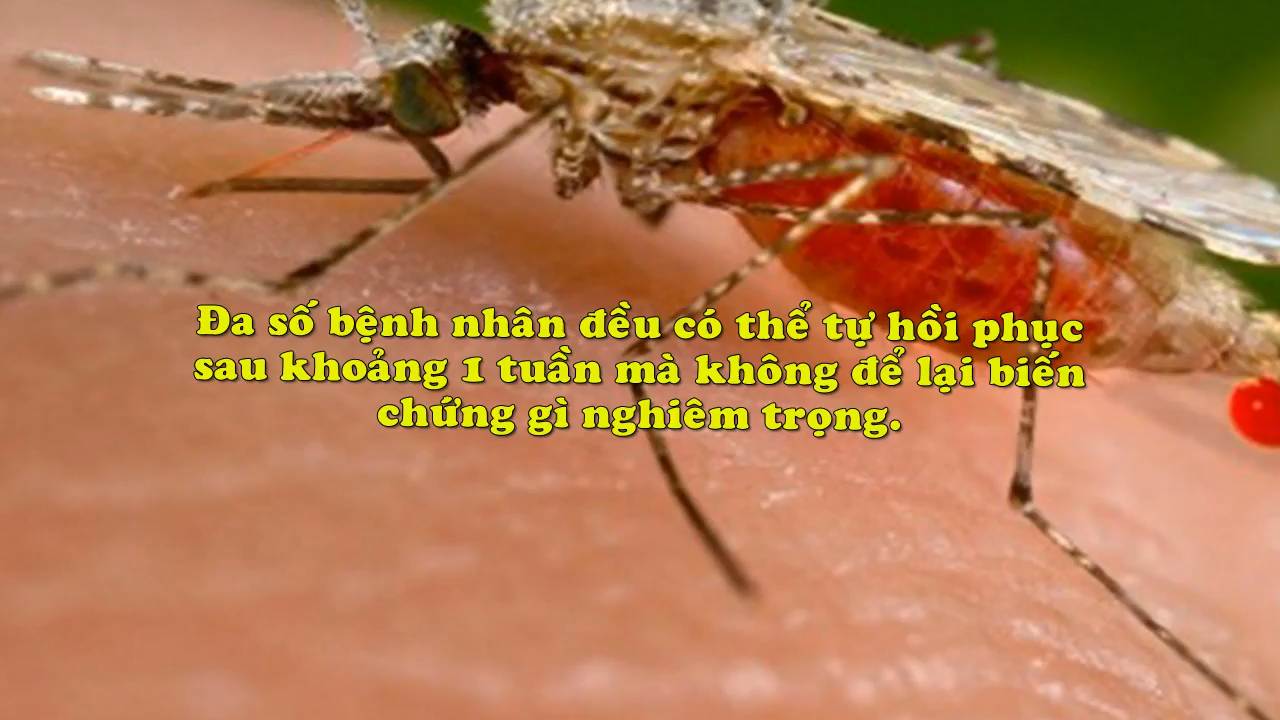 Đa số bệnh nhân đều có thể tự hồi phục
sau khoảng 1 tuần mà không để lại biến
chứng gì nghiêm trọng.